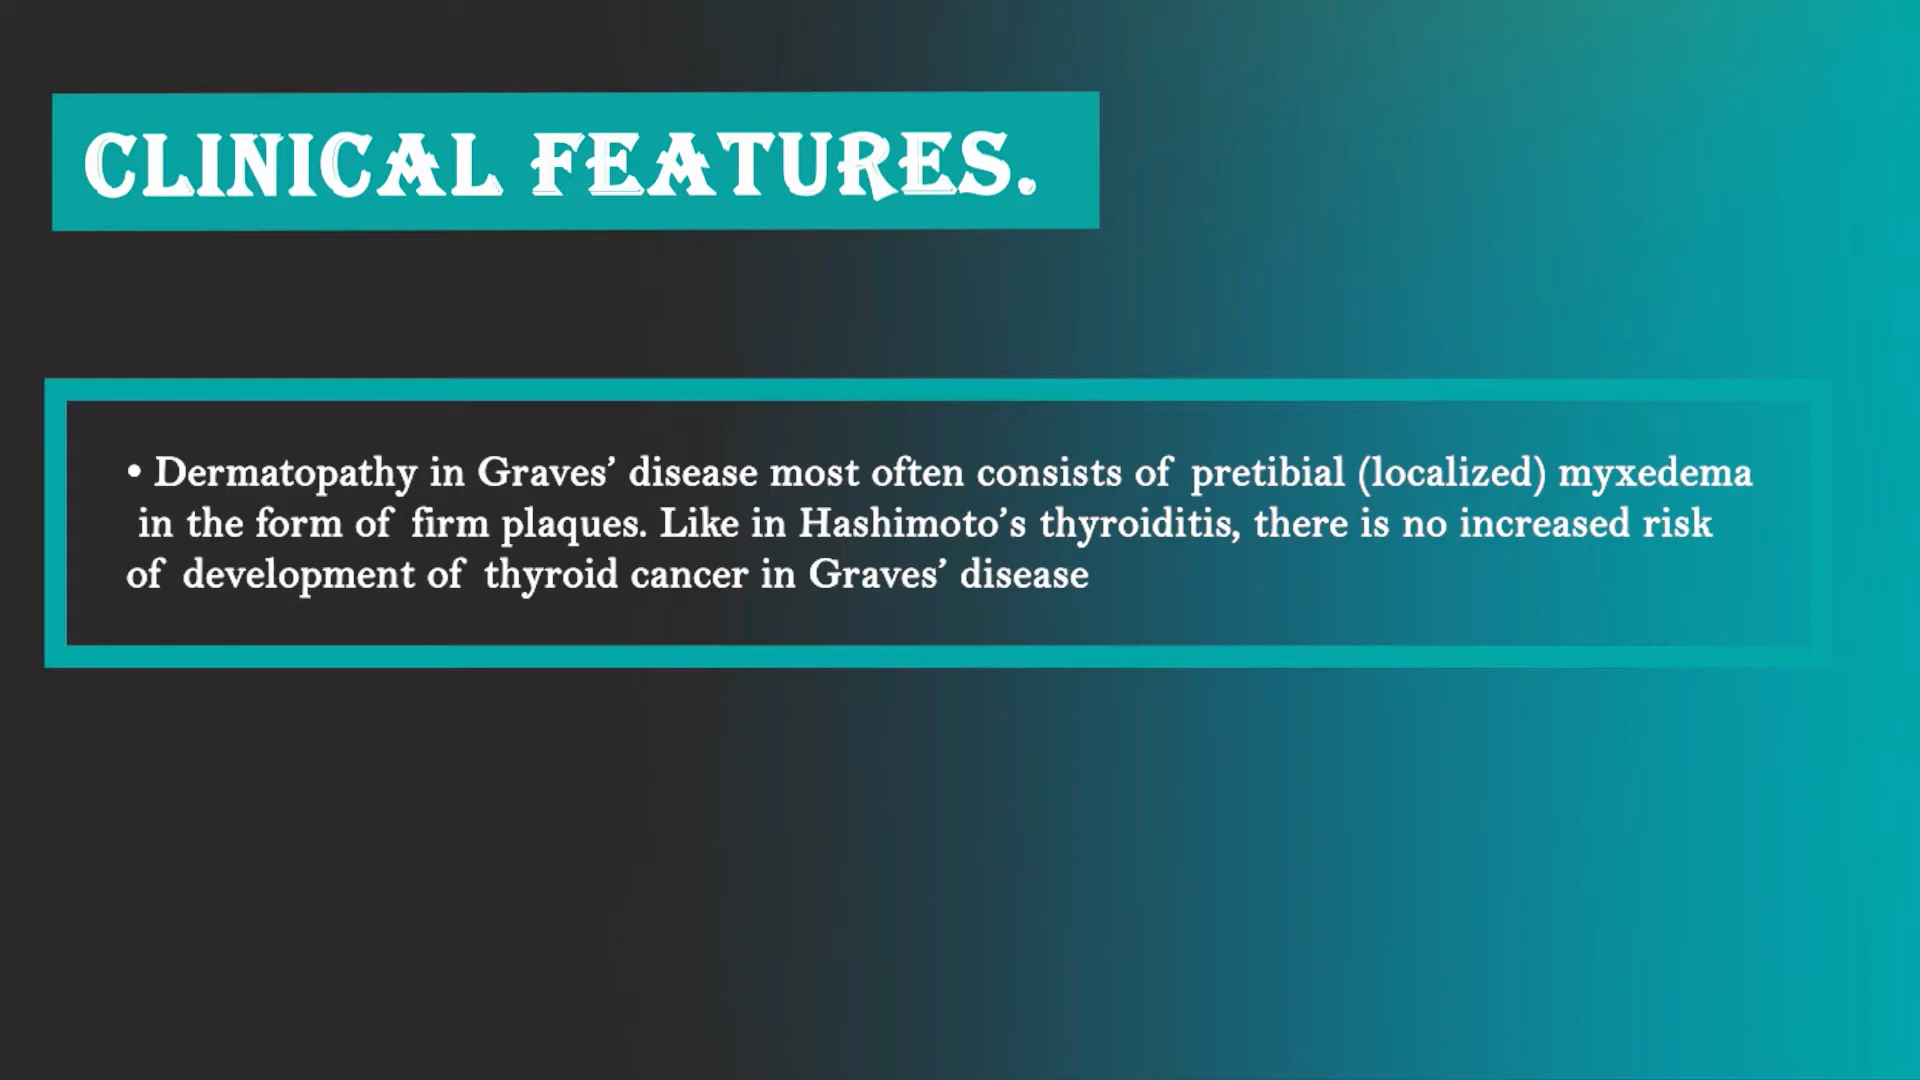 CLINICAL FEATURES.
• Dermatopathy in Graves’ disease most often consists of pretibial (localized) myxedema
in the form of firm plaques. Like in Hashimoto’s thyroiditis, there is no increased risk
of development of thyroid cancer in Graves’ disease